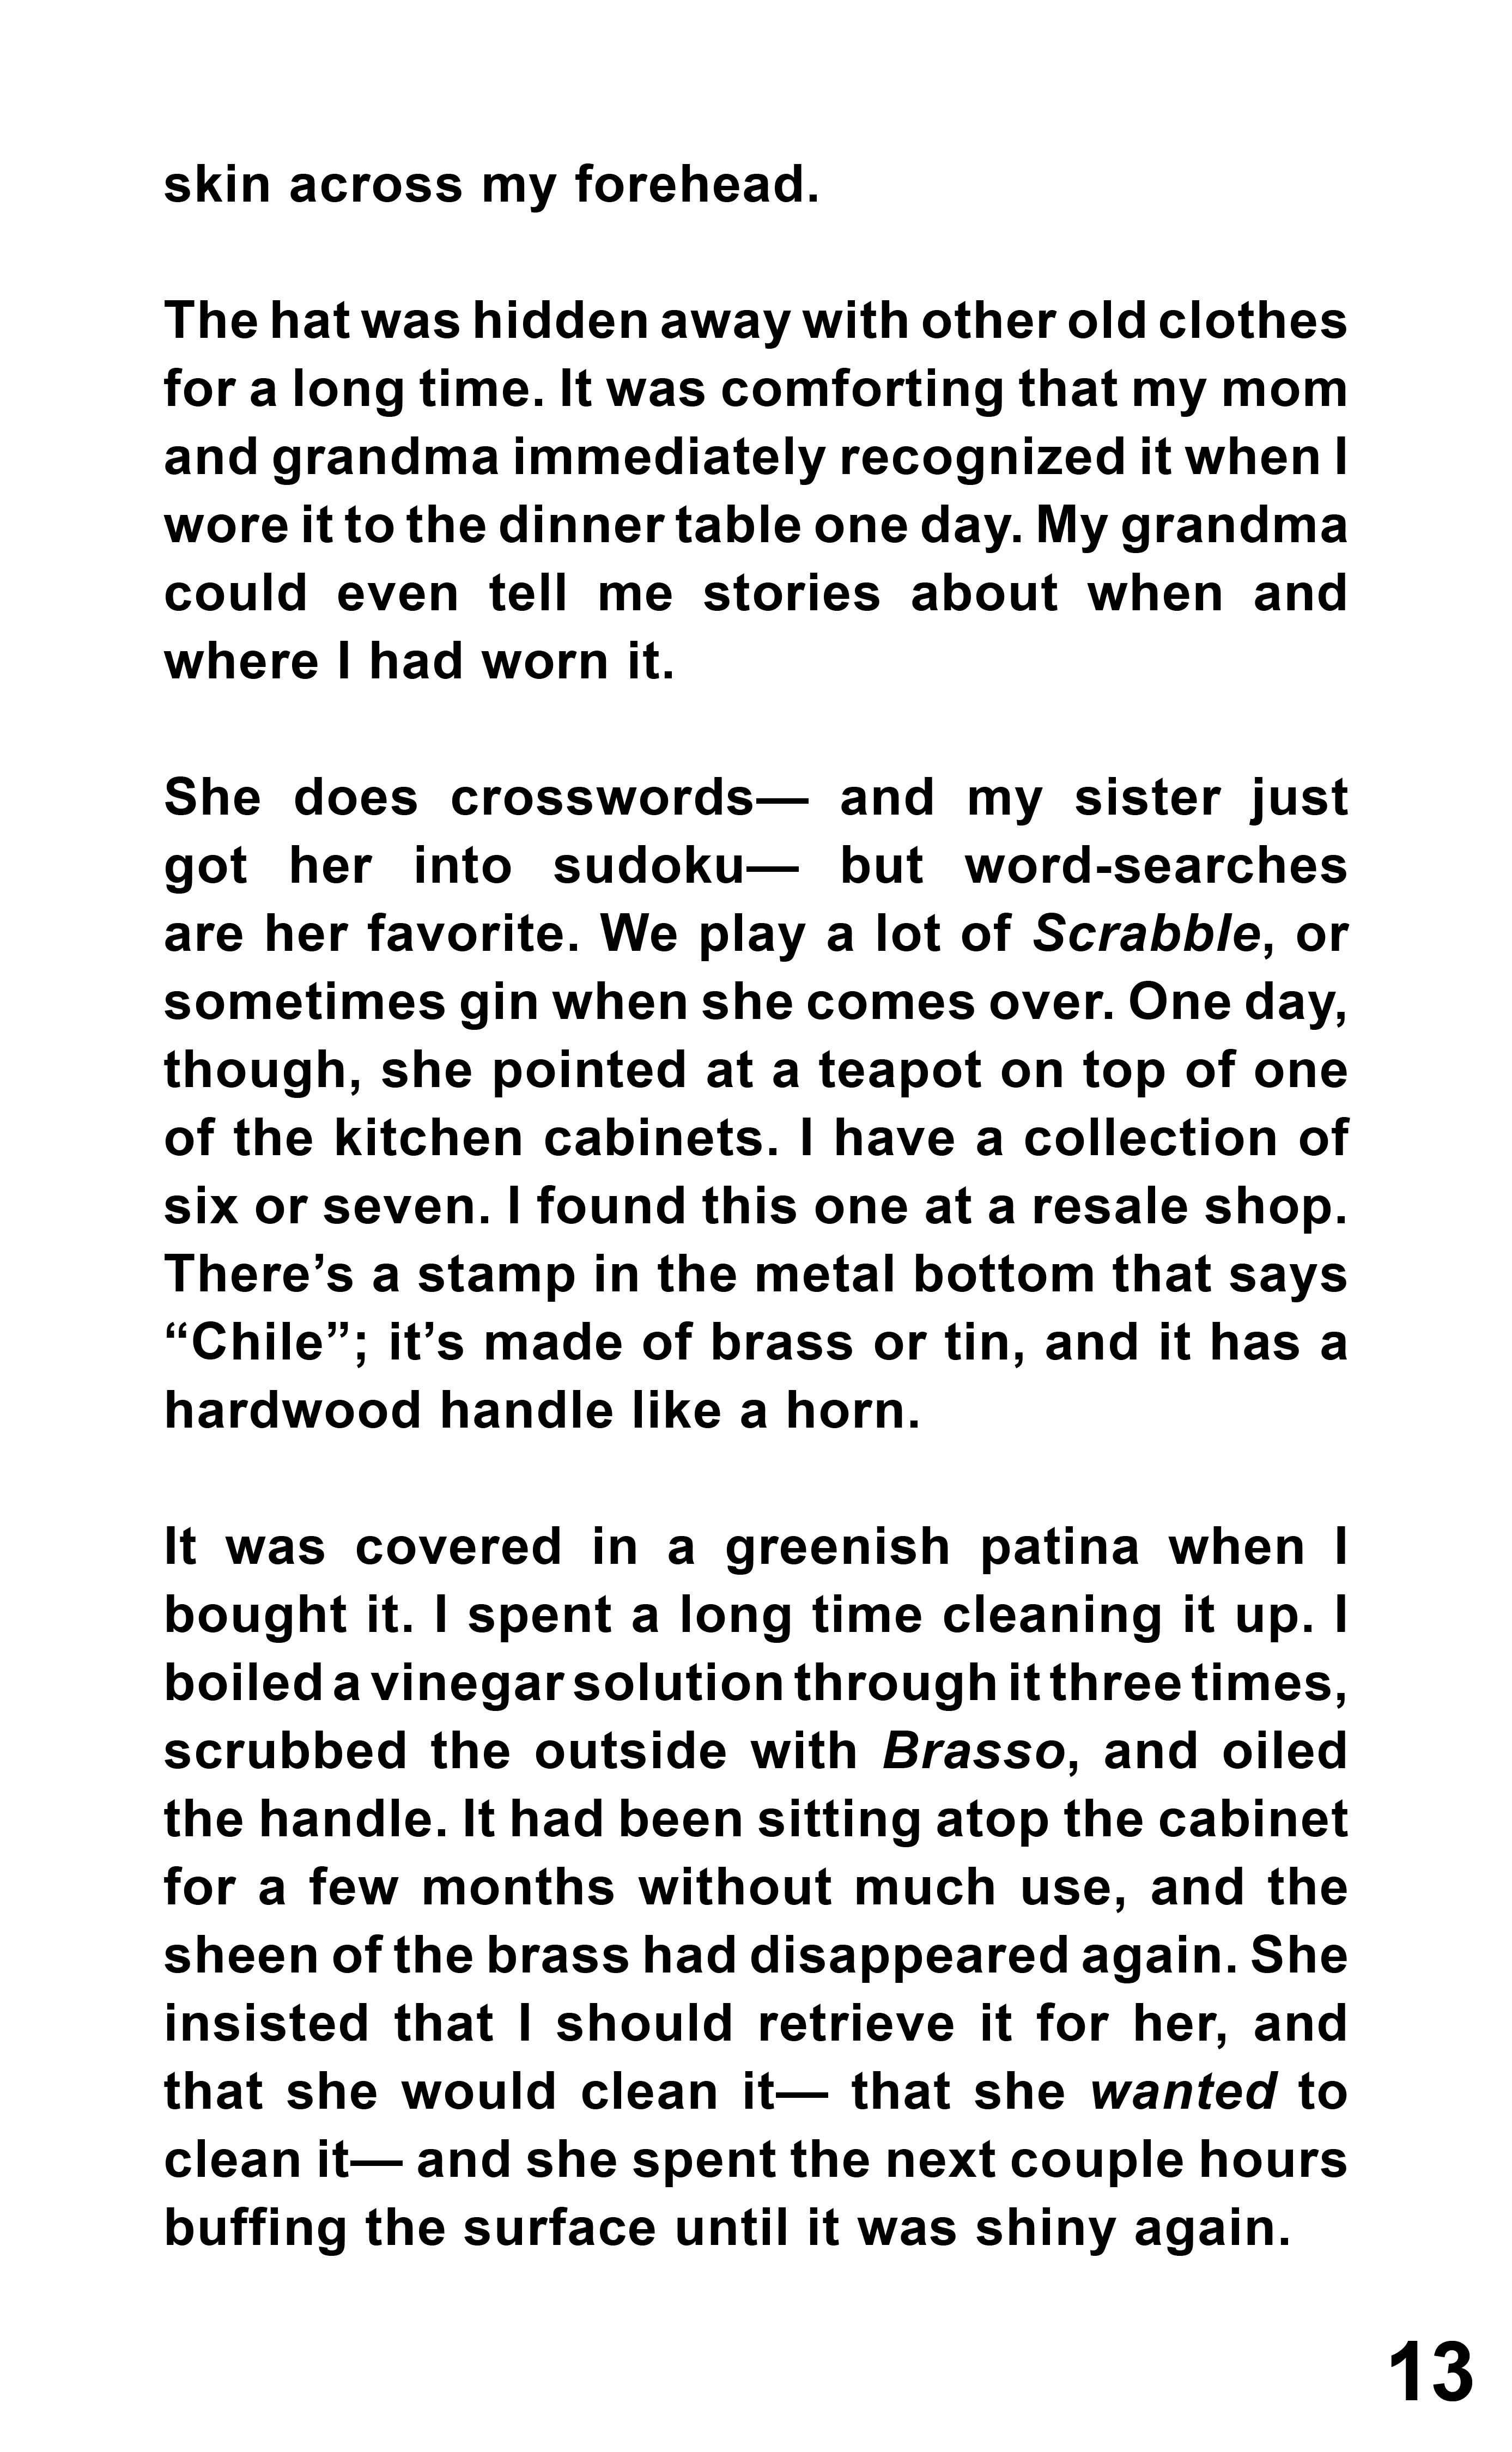 skin across my forehead.
The hat was hidden away with other old clothes
for a long time. It was comforting that my mom
and grandma immediately recognized it when I
wore it to the dinner table one day. My grandma
could even tell me stories about when and
where I had worn it.
She does crosswords— and my sister just
got her into sudoku— but word-searches
are her favorite. We play a lot of Scrabble, or
sometimes gin when she comes over. One day,
though, she pointed at a teapot on top of one
of the kitchen cabinets. I have a collection of
six or seven. I found this one at a resale shop.
There’s a stamp in the metal bottom that says
“Chile”; it’s made of brass or tin, and it has a
hardwood handle like a horn.
It was covered in a greenish patina when I
bought it. I spent a long time cleaning it up. I
boiled a vinegar solution through it three times,
scrubbed the outside with Brasso, and oiled
the handle. It had been sitting atop the cabinet
for a few months without much use, and the
sheen of the brass had disappeared again. She
insisted that I should retrieve it for her, and
that she would clean it— that she wanted to
clean it— and she spent the next couple hours
buffing the surface until it was shiny again.
13